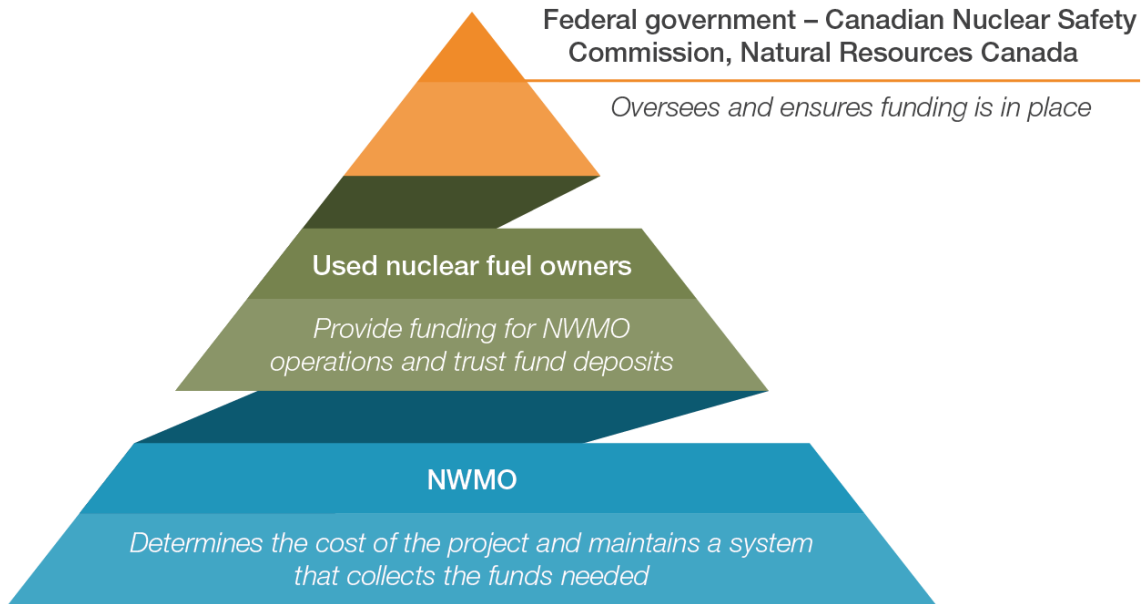 Federal government – Canadian Nuclear Safety
Commission, Natural Resources Canada
Oversees and ensures funding is in place
Used nuclear fuel owners
Provide funding for NWMO
operations and trust fund deposits
NWMO
Determines the cost of the project and maintains a system
that collects the funds needed